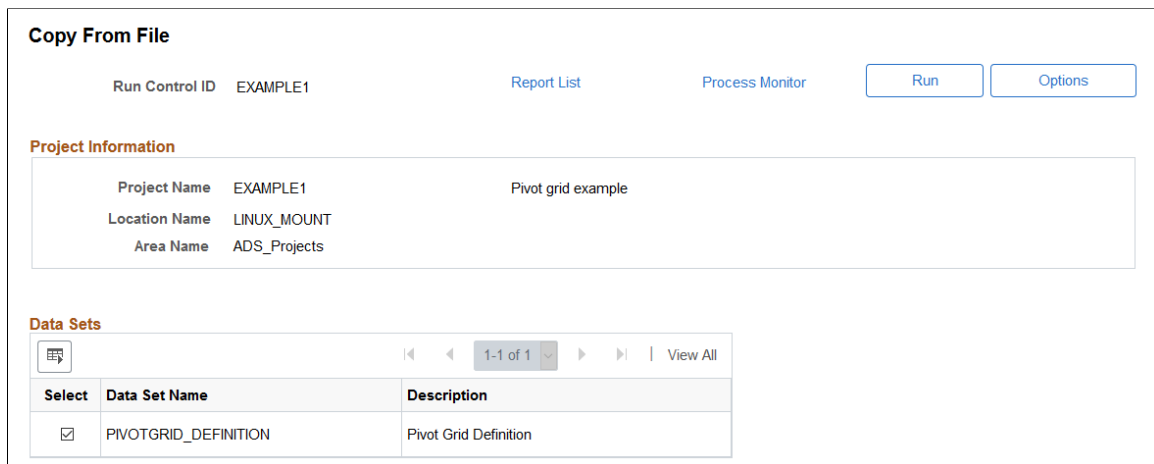 Copy From File
Run Control ID EXAMPLE1 Report List Process Monitor Run Options
Project Information
Project Name EXAMPLE1 Pivot grid example
Location Name LINUX_MOUNT
Area Name ADS_Projects
Data Sets
1-1 of 1 | View All
Select Data Set Name Description
PIVOTGRID_DEFINITION Pivot Grid Definition